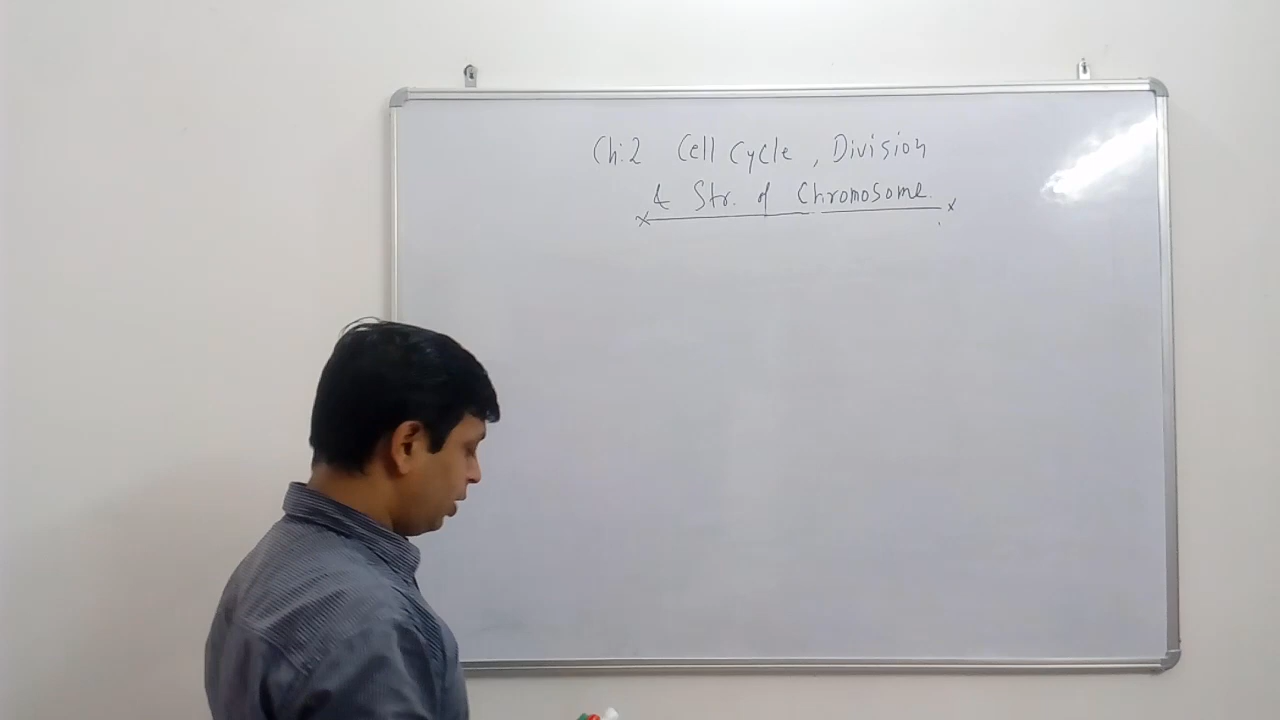 Ch:2 Cell Cycle, Division
& Str. of Chromosome.